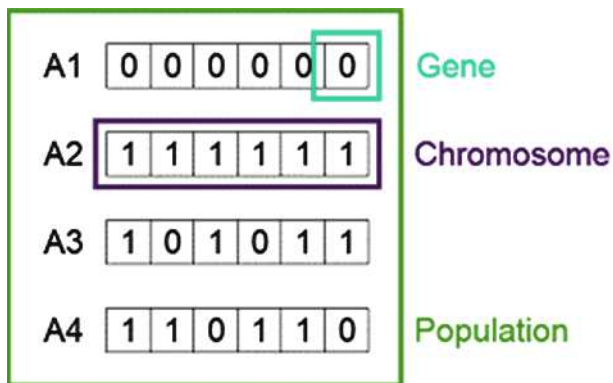 A1 0 0 0 0 0 0 Gene
A2 1 1 1 1 1 1 Chromosome
A3 1 0 1 0 1 1
A4 1 1 0 1 1 0 Population